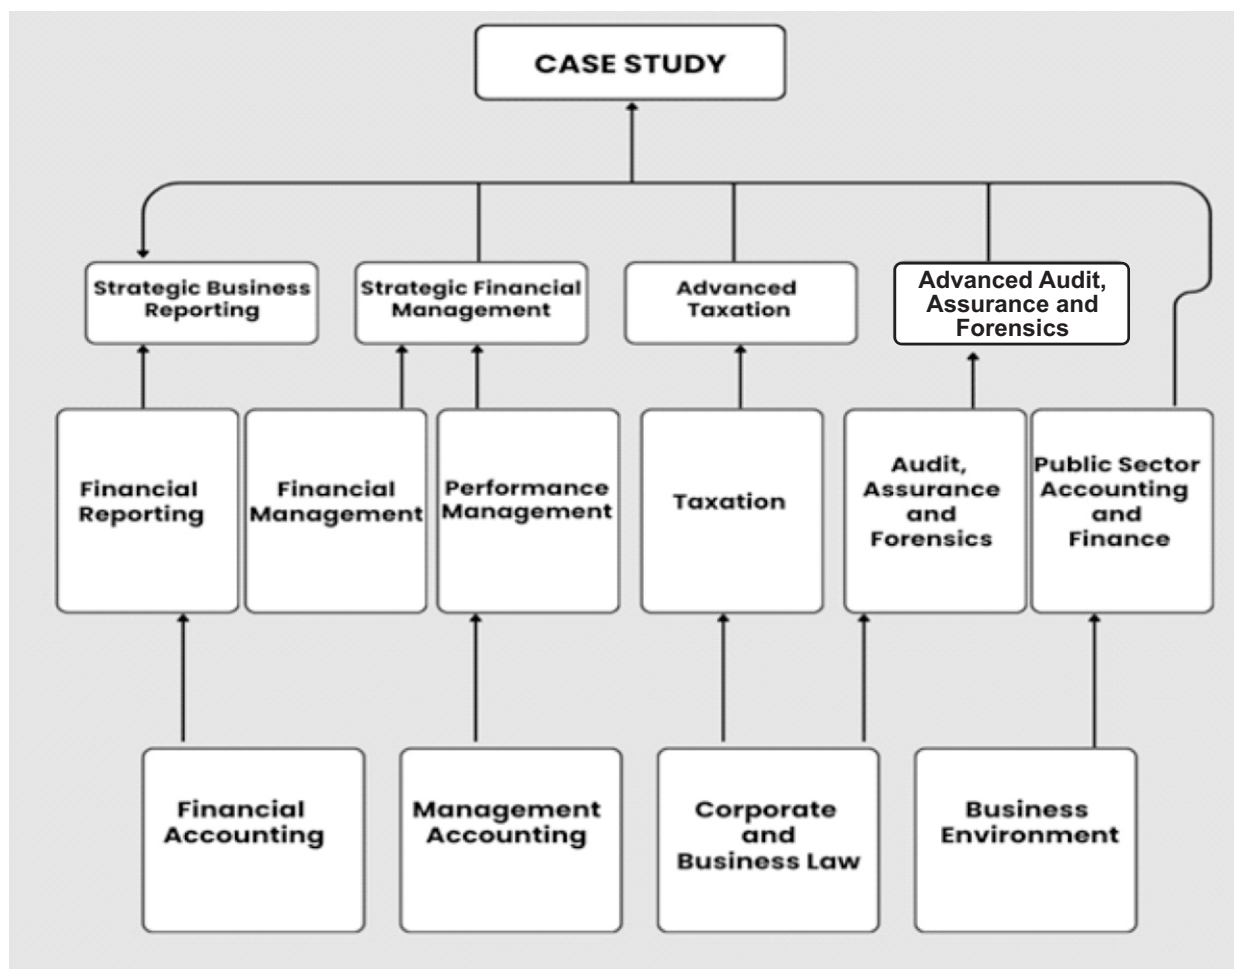 CASE STUDY
Strategic Business
Reporting
Strategic Financial
Management
Advanced
Taxation
Advanced Audit,
Assurance and
Forensics
Financial
Reporting
Financial
Management
Performance
Management
Taxation
Audit,
Assurance
and
Forensics
Public Sector
Accounting
and
Finance
Financial
Accounting
Management
Accounting
Corporate
and
Business Law
Business
Environment